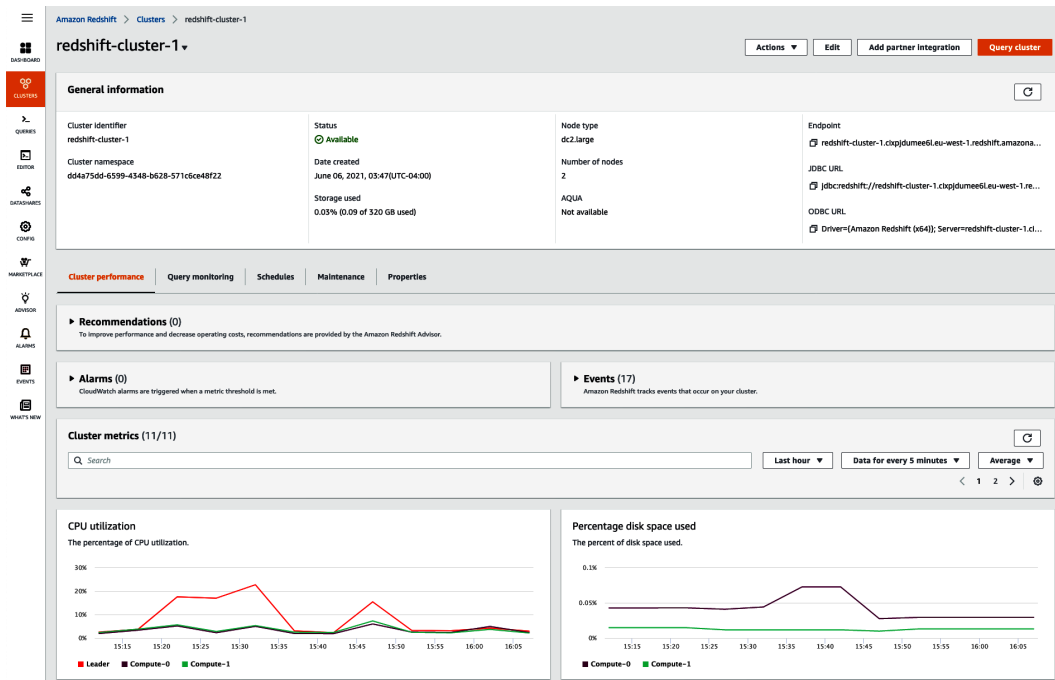 Amazon Redshift > Clusters > redshift-cluster-1
redshift-cluster-1
Actions
Edit
Add partner integration
Query cluster
DASHBOARD
CLUSTERS
QUERIES
EDITOR
DATASHARES
CONFIG
MARKETPLACE
ADVISOR
ALARMS
EVENTS
WHAT'S NEW
General information
Cluster identifier
redshift-cluster-1
Cluster namespace
dd4a75dd-6599-4348-b628-571c6ce48f22
Status
Available
Date created
June 06, 2021, 03:47(UTC-04:00)
Storage used
0.03% (0.09 of 320 GB used)
Node type
dc2.large
Number of nodes
2
AQUA
Not available
Endpoint
redshift-cluster-1.cixpjdumee6l.eu-west-1.redshift.amazona...
JDBC URL
jdbc:redshift://redshift-cluster-1.cixpjdumee6l.eu-west-1.re...
ODBC URL
Driver={Amazon Redshift (x64)}; Server=redshift-cluster-1.ci...
Cluster performance
Query monitoring
Schedules
Maintenance
Properties
Recommendations (0)
To improve performance and decrease operating costs, recommendations are provided by the Amazon Redshift Advisor.
Alarms (0)
CloudWatch alarms are triggered when a metric threshold is met.
Events (17)
Amazon Redshift tracks events that occur on your cluster.
Cluster metrics (11/11)
Search
Last hour
Data for every 5 minutes
Average
< 1 2 >
CPU utilization
The percentage of CPU utilization.
30%
20%
10%
0%
15:15 15:20 15:25 15:30 15:35 15:40 15:45 15:50 15:55 16:00 16:05
Leader Compute-0 Compute-1
Percentage disk space used
The percent of disk space used.
0.1%
0.05%
0%
15:15 15:20 15:25 15:30 15:35 15:40 15:45 15:50 15:55 16:00 16:05
Compute-0 Compute-1